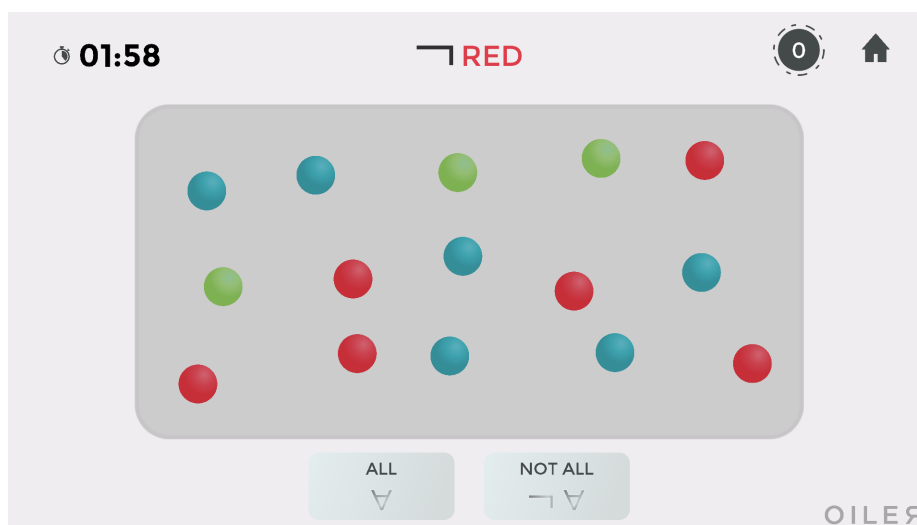 01:58
¬ RED
0
ALL
∀
NOT ALL
¬ ∀
OILER